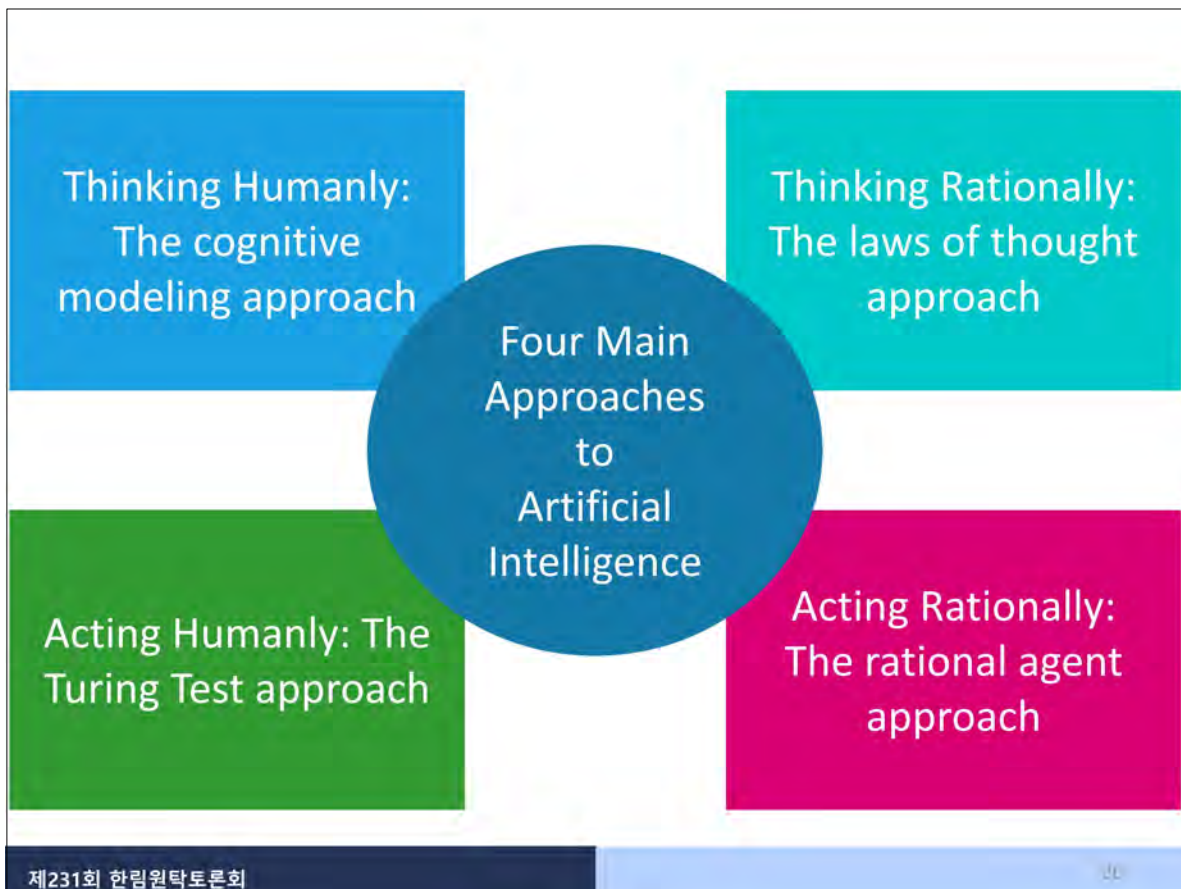 Thinking Humanly:
The cognitive
modeling approach
Thinking Rationally:
The laws of thought
approach
Four Main
Approaches
to
Artificial
Intelligence
Acting Humanly: The
Turing Test approach
Acting Rationally:
The rational agent
approach
제231회 한림원탁토론회